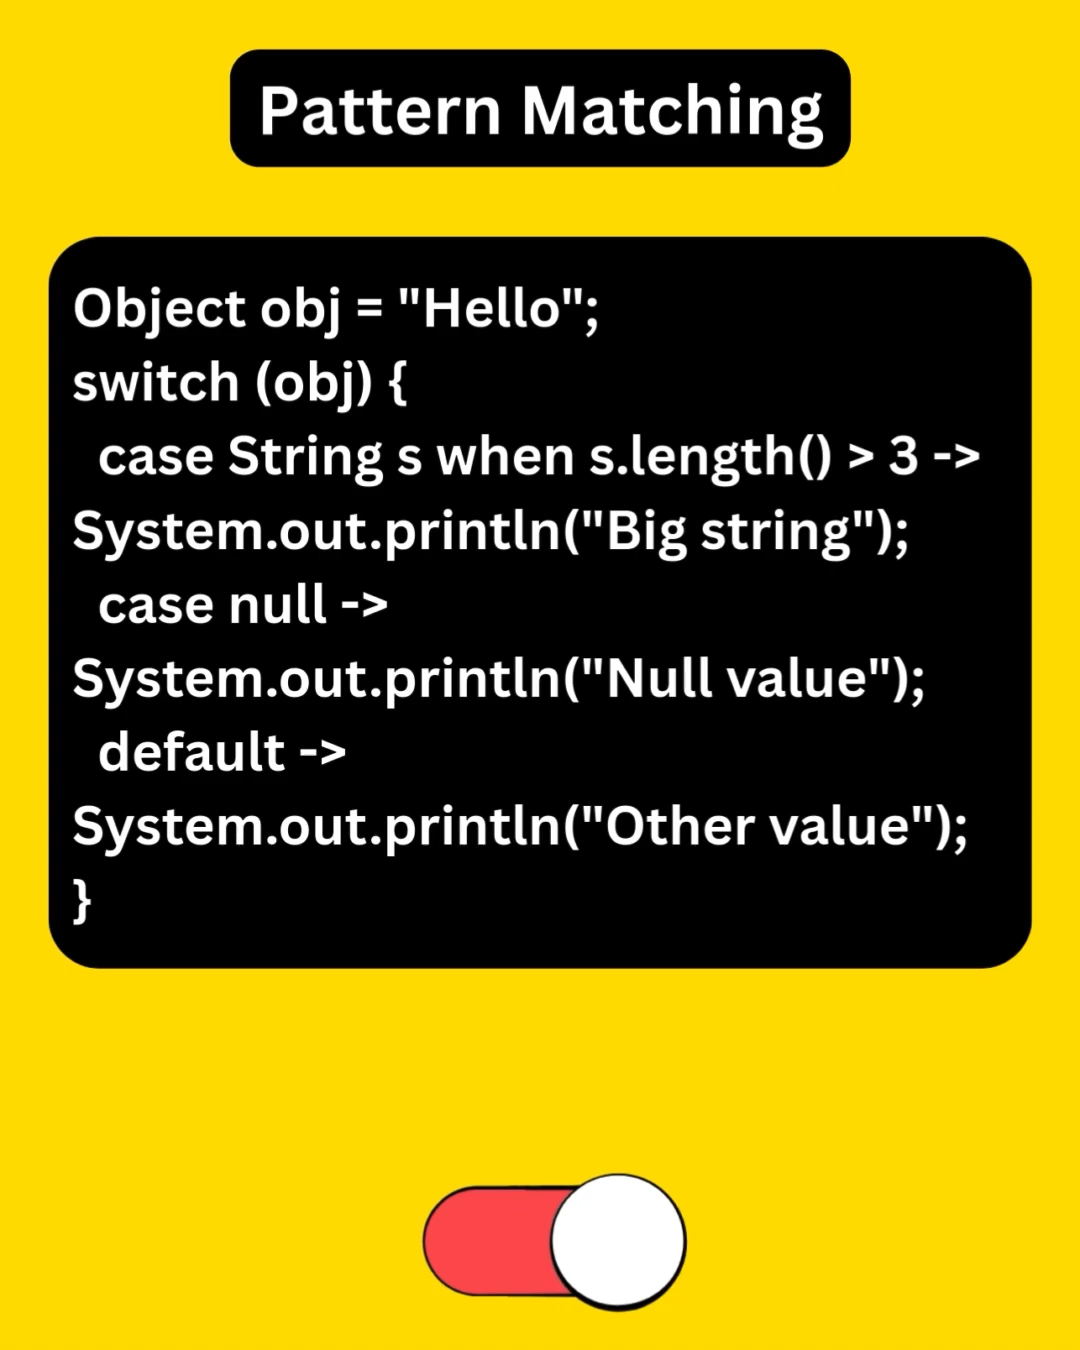 Pattern Matching
Object obj = "Hello";
switch (obj) {
  case String s when s.length() > 3 ->
System.out.println("Big string");
  case null ->
System.out.println("Null value");
  default ->
System.out.println("Other value");
}